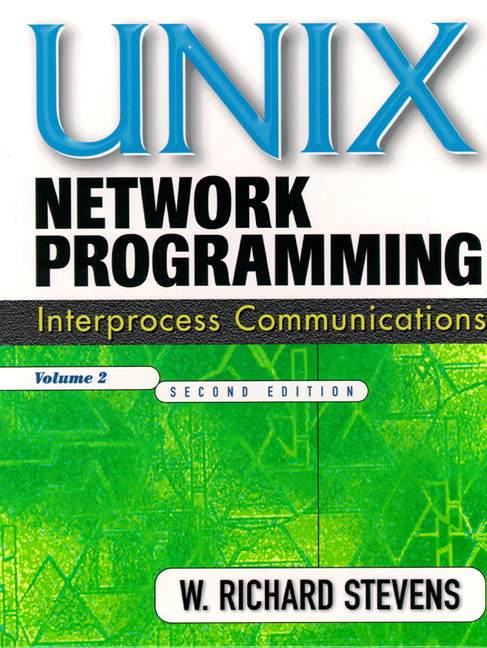 UNIX
NETWORK
PROGRAMMING
Interprocess Communications
Volume 2
SECOND EDITION
W. RICHARD STEVENS